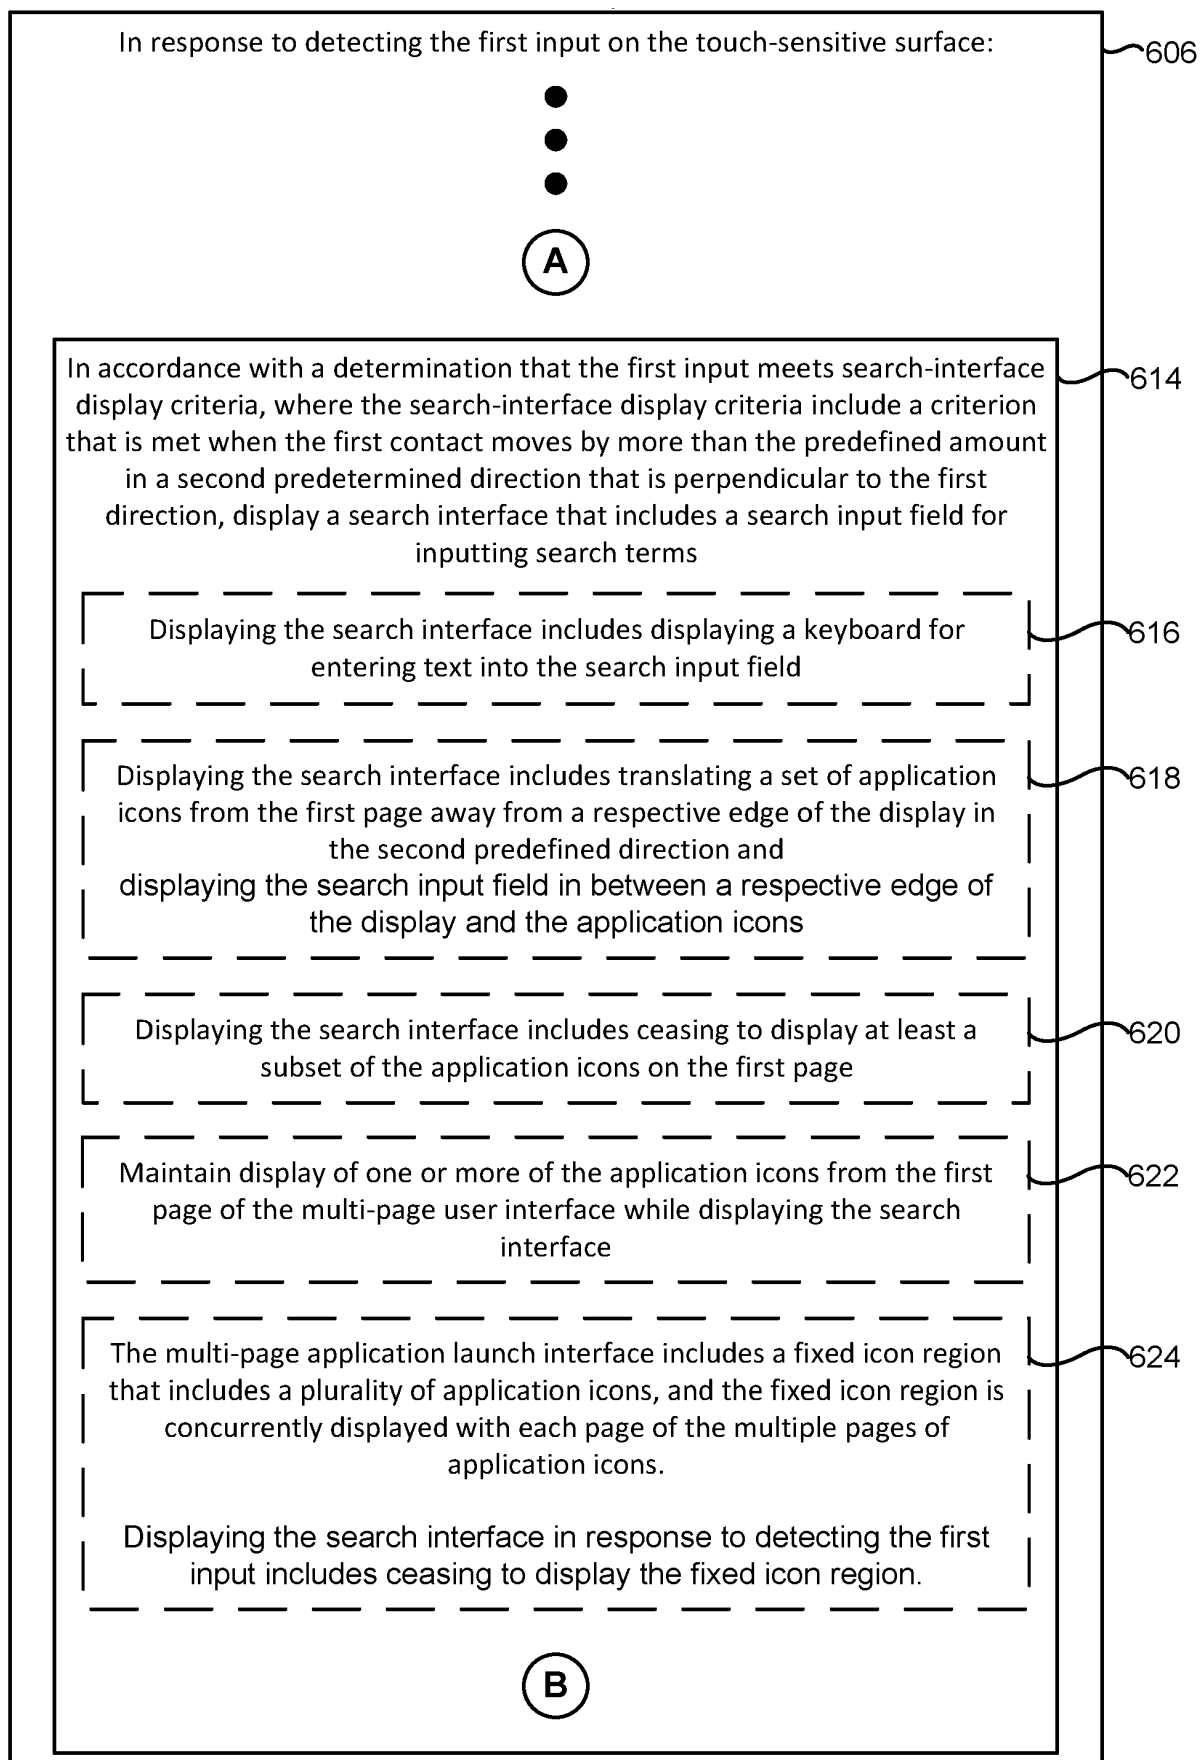 In response to detecting the first input on the touch-sensitive surface:
606
A
In accordance with a determination that the first input meets search-interface
614
display criteria, where the search-interface display criteria include a criterion
that is met when the first contact moves by more than the predefined amount
in a second predetermined direction that is perpendicular to the first
direction, display a search interface that includes a search input field for
inputting search terms
Displaying the search interface includes displaying a keyboard for
616
entering text into the search input field
Displaying the search interface includes translating a set of application
618
icons from the first page away from a respective edge of the display in
the second predefined direction and
displaying the search input field in between a respective edge of
the display and the application icons
Displaying the search interface includes ceasing to display at least a
620
subset of the application icons on the first page
Maintain display of one or more of the application icons from the first
622
page of the multi-page user interface while displaying the search
interface
The multi-page application launch interface includes a fixed icon region
624
that includes a plurality of application icons, and the fixed icon region is
concurrently displayed with each page of the multiple pages of
application icons.
Displaying the search interface in response to detecting the first
input includes ceasing to display the fixed icon region.
B